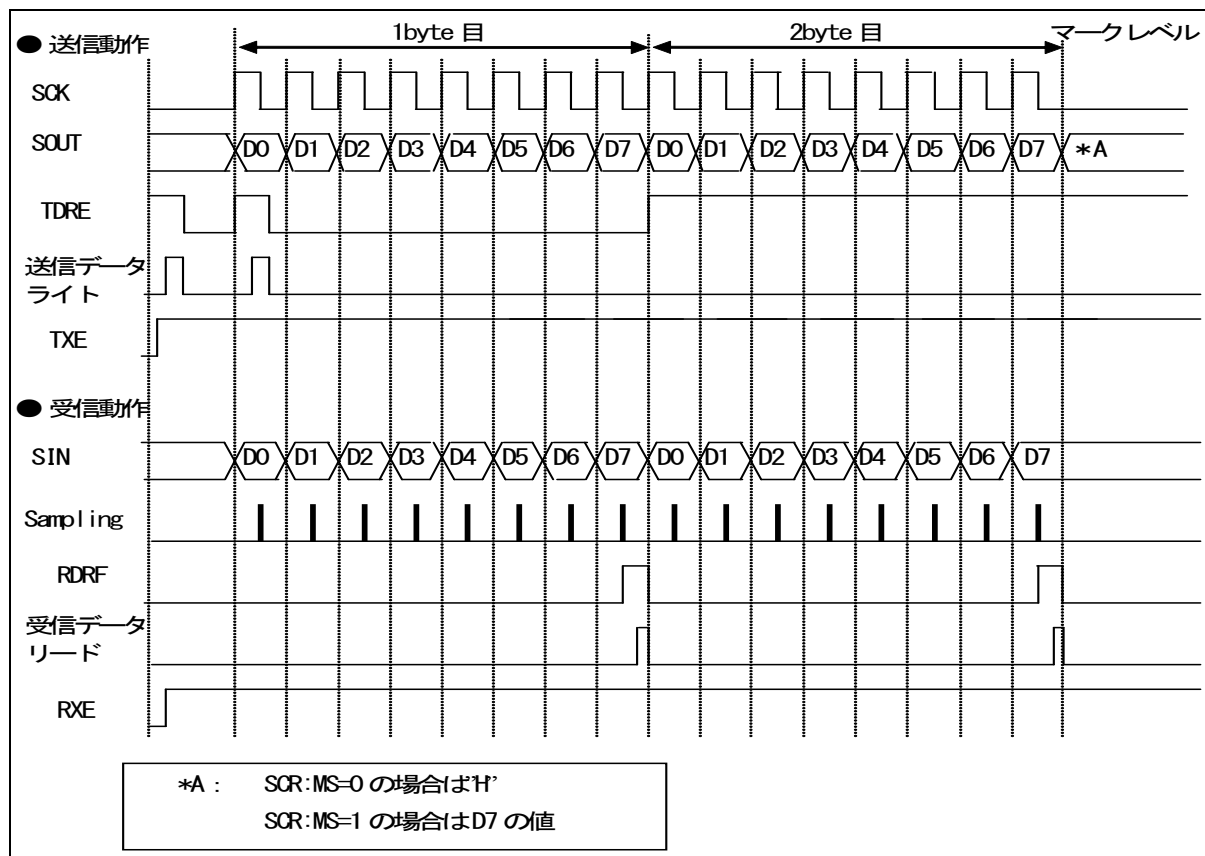 1byte 目 2byte 目 マークレベル
● 送信動作
SCK
SOUT D0 D1 D2 D3 D4 D5 D6 D7 D0 D1 D2 D3 D4 D5 D6 D7 *A
TDRE
送信データ
ライト
TXE
● 受信動作
SIN D0 D1 D2 D3 D4 D5 D6 D7 D0 D1 D2 D3 D4 D5 D6 D7
Sampling
RDRF
受信データ
リード
RXE
*A : SCR:MS=0 の場合は"H"
SCR:MS=1 の場合は D7 の値